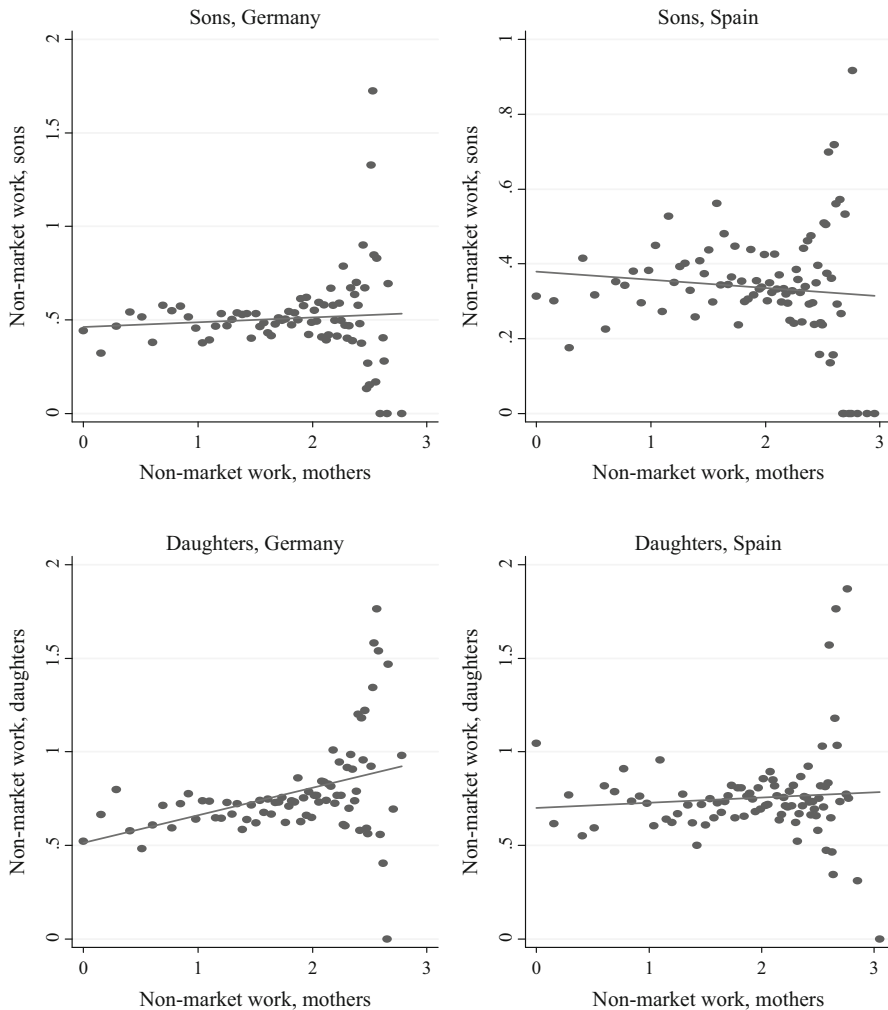 Sons, Germany
Non-market work, sons
2
1.5
1
.5
0
0 1 2 3
Non-market work, mothers
Sons, Spain
Non-market work, sons
1
.8
.6
.4
.2
0
0 1 2 3
Non-market work, mothers
Daughters, Germany
Non-market work, daughters
2
1.5
1
.5
0
0 1 2 3
Non-market work, mothers
Daughters, Spain
Non-market work, daughters
2
1.5
1
.5
0
0 1 2 3
Non-market work, mothers